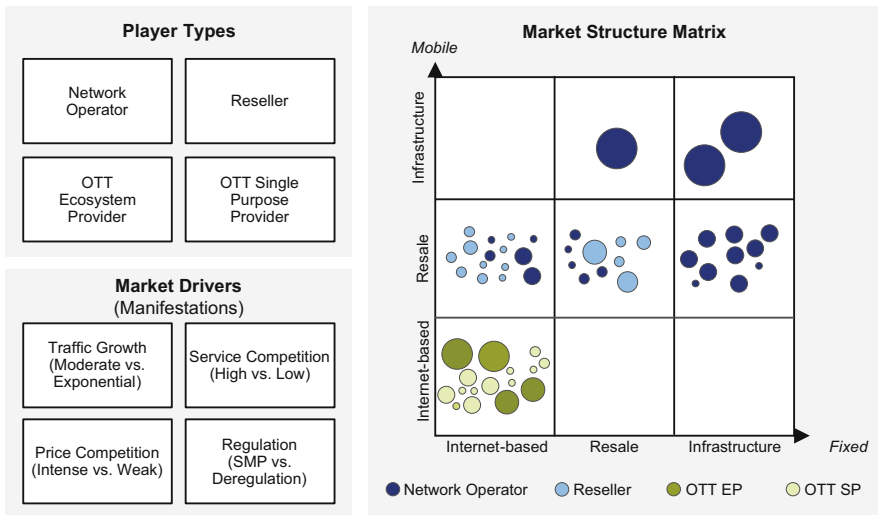 Player Types
Network
Operator
Reseller
OTT
Ecosystem
Provider
OTT Single
Purpose
Provider
Market Drivers
(Manifestations)
Traffic Growth
(Moderate vs.
Exponential)
Service Competition
(High vs. Low)
Price Competition
(Intense vs. Weak)
Regulation
(SMP vs.
Deregulation)
Market Structure Matrix
Mobile
Infrastructure
Resale
Internet-based
Internet-based
Resale
Infrastructure
Fixed
Network Operator
Reseller
OTT EP
OTT SP